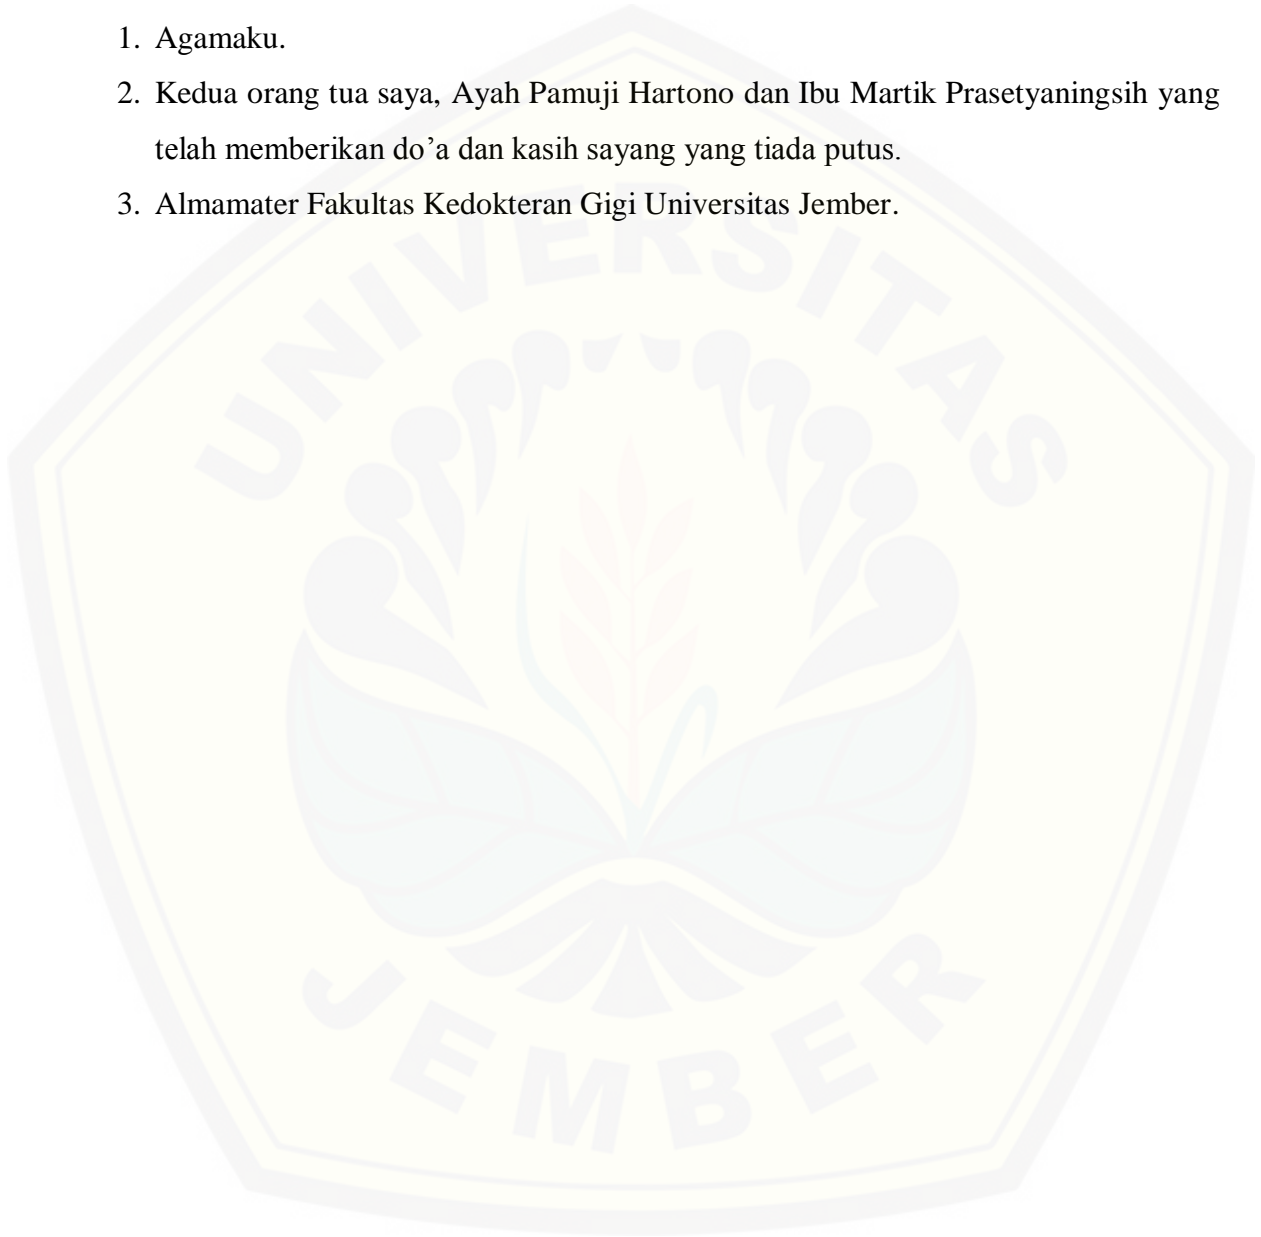 1. Agamaku.
2. Kedua orang tua saya, Ayah Pamuji Hartono dan Ibu Martik Prasetyaningsih yang
telah memberikan do’a dan kasih sayang yang tiada putus.
3. Almamater Fakultas Kedokteran Gigi Universitas Jember.
UNIVERSITAS
JEMBER